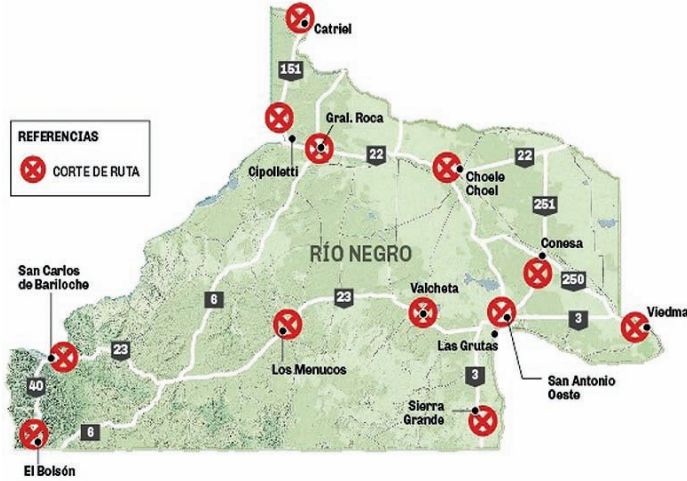 Catriel
151
REFERENCIAS
CORTE DE RUTA
Gral. Roca
Cipolletti
22
22
Choele
Choel
251
Conesa
RÍO NEGRO
250
San Carlos
de Bariloche
6
23
Valcheta
Viedma
3
Las Grutas
23
Los Menucos
40
3
San Antonio
Oeste
Sierra
Grande
6
El Bolsón